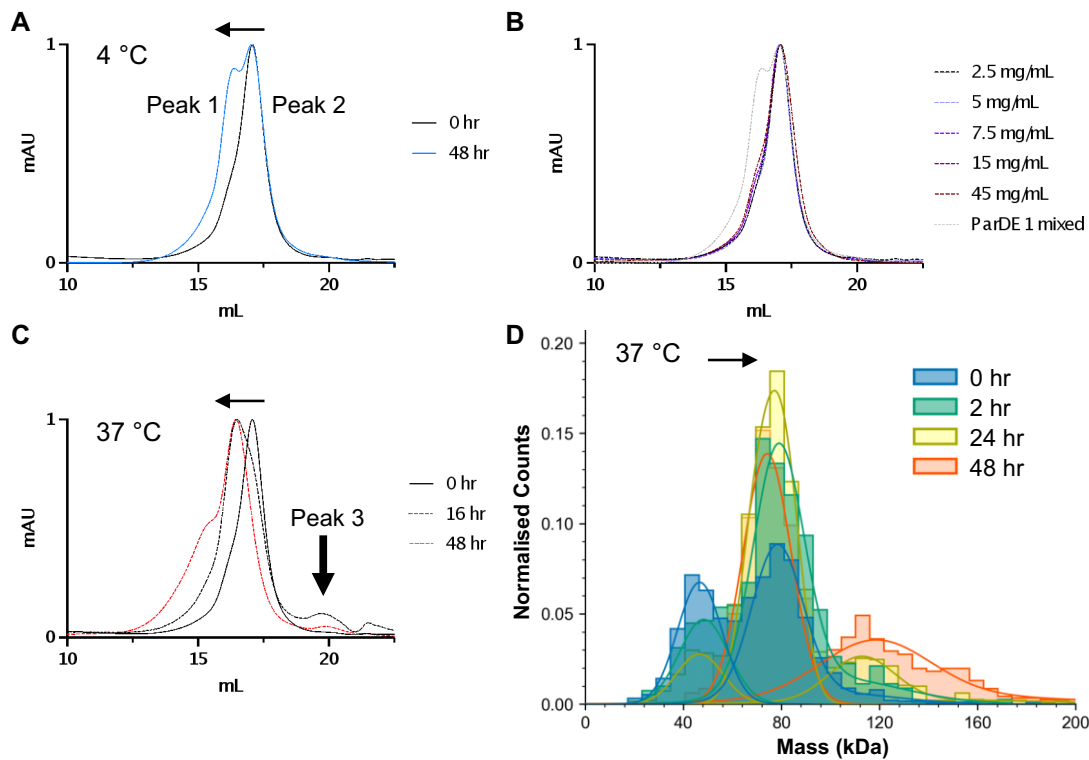 A
4 °C
1
mAU
0
Peak 1
Peak 2
10
15
20
mL
0 hr
48 hr
B
1
mAU
0
10
15
20
mL
2.5 mg/mL
5 mg/mL
7.5 mg/mL
15 mg/mL
45 mg/mL
ParDE1 mixed
C
37 °C
1
mAU
0
Peak 3
10
15
20
mL
0 hr
16 hr
48 hr
D
37 °C
0.20
0.15
0.10
0.05
0.00
Normalised Counts
0
40
80
120
160
200
Mass (kDa)
0 hr
2 hr
24 hr
48 hr